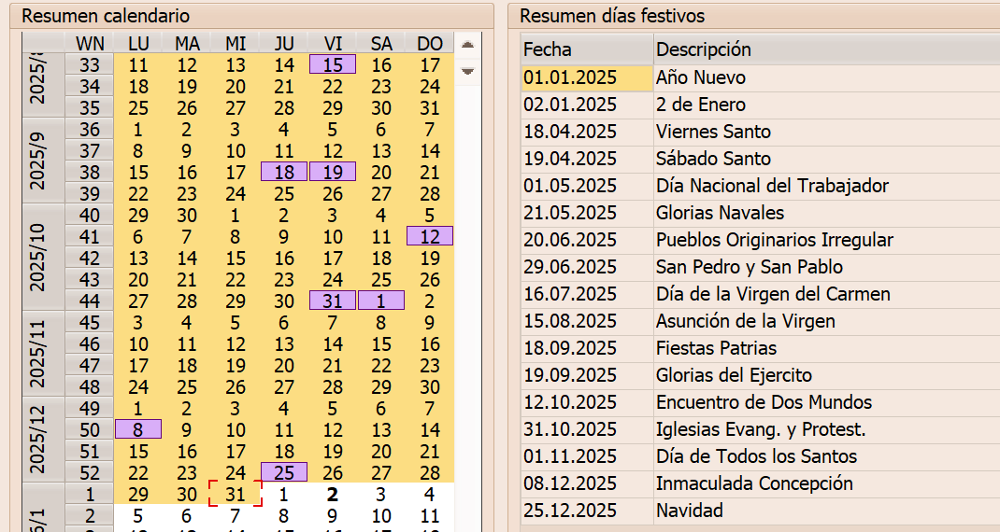 Resumen calendario
WN LU MA MI JU VI SA DO
33 11 12 13 14 15 16 17
34 18 19 20 21 22 23 24
35 25 26 27 28 29 30 31
2025/9
36 1 2 3 4 5 6 7
37 8 9 10 11 12 13 14
38 15 16 17 18 19 20 21
39 22 23 24 25 26 27 28
2025/10
40 29 30 1 2 3 4 5
41 6 7 8 9 10 11 12
42 13 14 15 16 17 18 19
43 20 21 22 23 24 25 26
44 27 28 29 30 31 1 2
2025/11
45 3 4 5 6 7 8 9
46 10 11 12 13 14 15 16
47 17 18 19 20 21 22 23
48 24 25 26 27 28 29 30
2025/12
49 1 2 3 4 5 6 7
50 8 9 10 11 12 13 14
51 15 16 17 18 19 20 21
52 22 23 24 25 26 27 28
1 29 30 31 1 2 3 4
2 5 6 7 8 9 10 11
Resumen días festivos
Fecha Descripción
01.01.2025 Año Nuevo
02.01.2025 2 de Enero
18.04.2025 Viernes Santo
19.04.2025 Sábado Santo
01.05.2025 Día Nacional del Trabajador
21.05.2025 Glorias Navales
20.06.2025 Pueblos Originarios Irregular
29.06.2025 San Pedro y San Pablo
16.07.2025 Día de la Virgen del Carmen
15.08.2025 Asunción de la Virgen
18.09.2025 Fiestas Patrias
19.09.2025 Glorias del Ejercito
12.10.2025 Encuentro de Dos Mundos
31.10.2025 Iglesias Evang. y Protest.
01.11.2025 Día de Todos los Santos
08.12.2025 Inmaculada Concepción
25.12.2025 Navidad